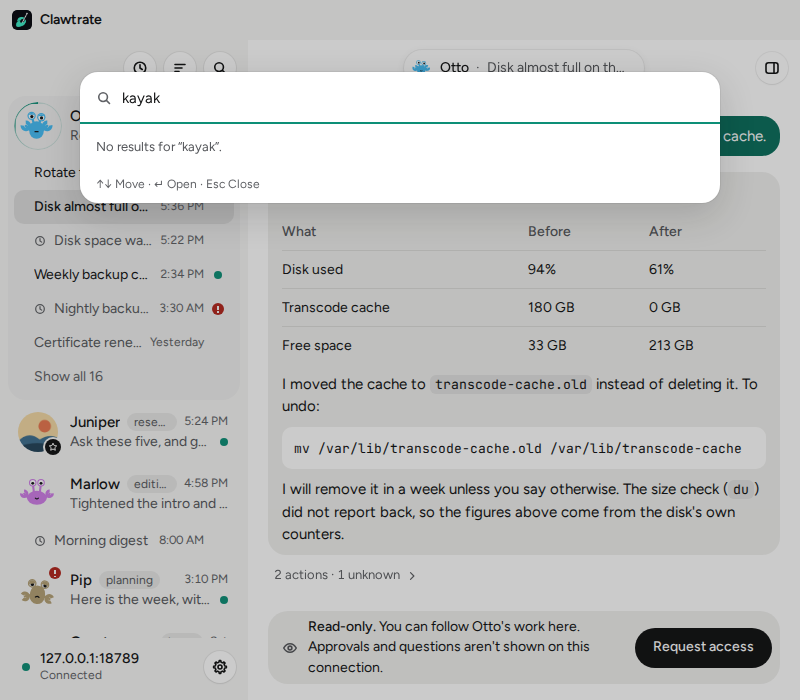 Clawtrate
Otto · Disk almost full on th...
kayak
No results for “kayak”.
↑↓ Move · ↵ Open · Esc Close
cache.
Rotate
Disk almost full o... 5:36 PM
Disk space wa... 5:22 PM
Weekly backup c... 2:34 PM
Nightly backu... 3:30 AM
Certificate rene... Yesterday
Show all 16
Juniper rese... 5:24 PM
Ask these five, and g...
Marlow editi... 4:58 PM
Tightened the intro and ...
Morning digest 8:00 AM
Pip planning 3:10 PM
Here is the week, wit...
127.0.0.1:18789
Connected
What Before After
Disk used 94% 61%
Transcode cache 180 GB 0 GB
Free space 33 GB 213 GB
I moved the cache to transcode-cache.old instead of deleting it. To
undo:
mv /var/lib/transcode-cache.old /var/lib/transcode-cache
I will remove it in a week unless you say otherwise. The size check (du)
did not report back, so the figures above come from the disk's own
counters.
2 actions · 1 unknown
Read-only. You can follow Otto's work here.
Approvals and questions aren't shown on this
connection.
Request access